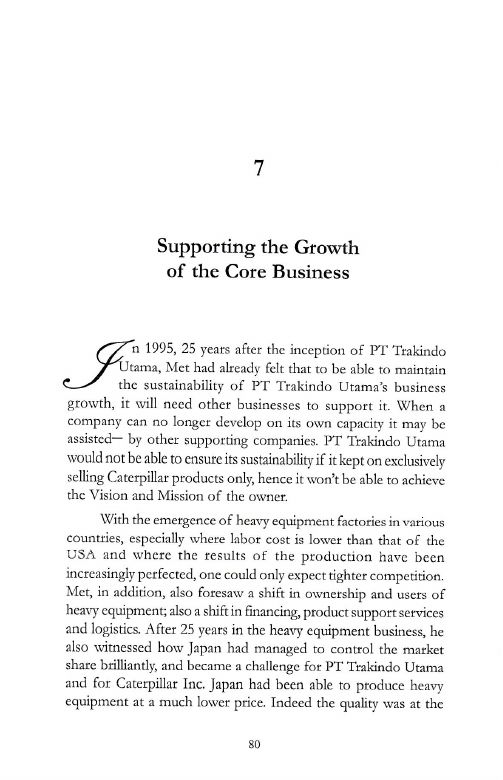 7
Supporting the Growth
of the Core Business
In 1995, 25 years after the inception of PT Trakindo
Utama, Met had already felt that to be able to maintain
the sustainability of PT Trakindo Utama's business
growth, it will need other businesses to support it. When a
company can no longer develop on its own capacity it may be
assisted— by other supporting companies. PT Trakindo Utama
would not be able to ensure its sustainability if it kept on exclusively
selling Caterpillar products only, hence it won't be able to achieve
the Vision and Mission of the owner.
With the emergence of heavy equipment factories in various
countries, especially where labor cost is lower than that of the
USA and where the results of the production have been
increasingly perfected, one could only expect tighter competition.
Met, in addition, also foresaw a shift in ownership and users of
heavy equipment; also a shift in financing, product support services
and logistics. After 25 years in the heavy equipment business, he
also witnessed how Japan had managed to control the market
share brilliantly, and became a challenge for PT Trakindo Utama
and for Caterpillar Inc. Japan had been able to produce heavy
equipment at a much lower price. Indeed the quality was at the
80